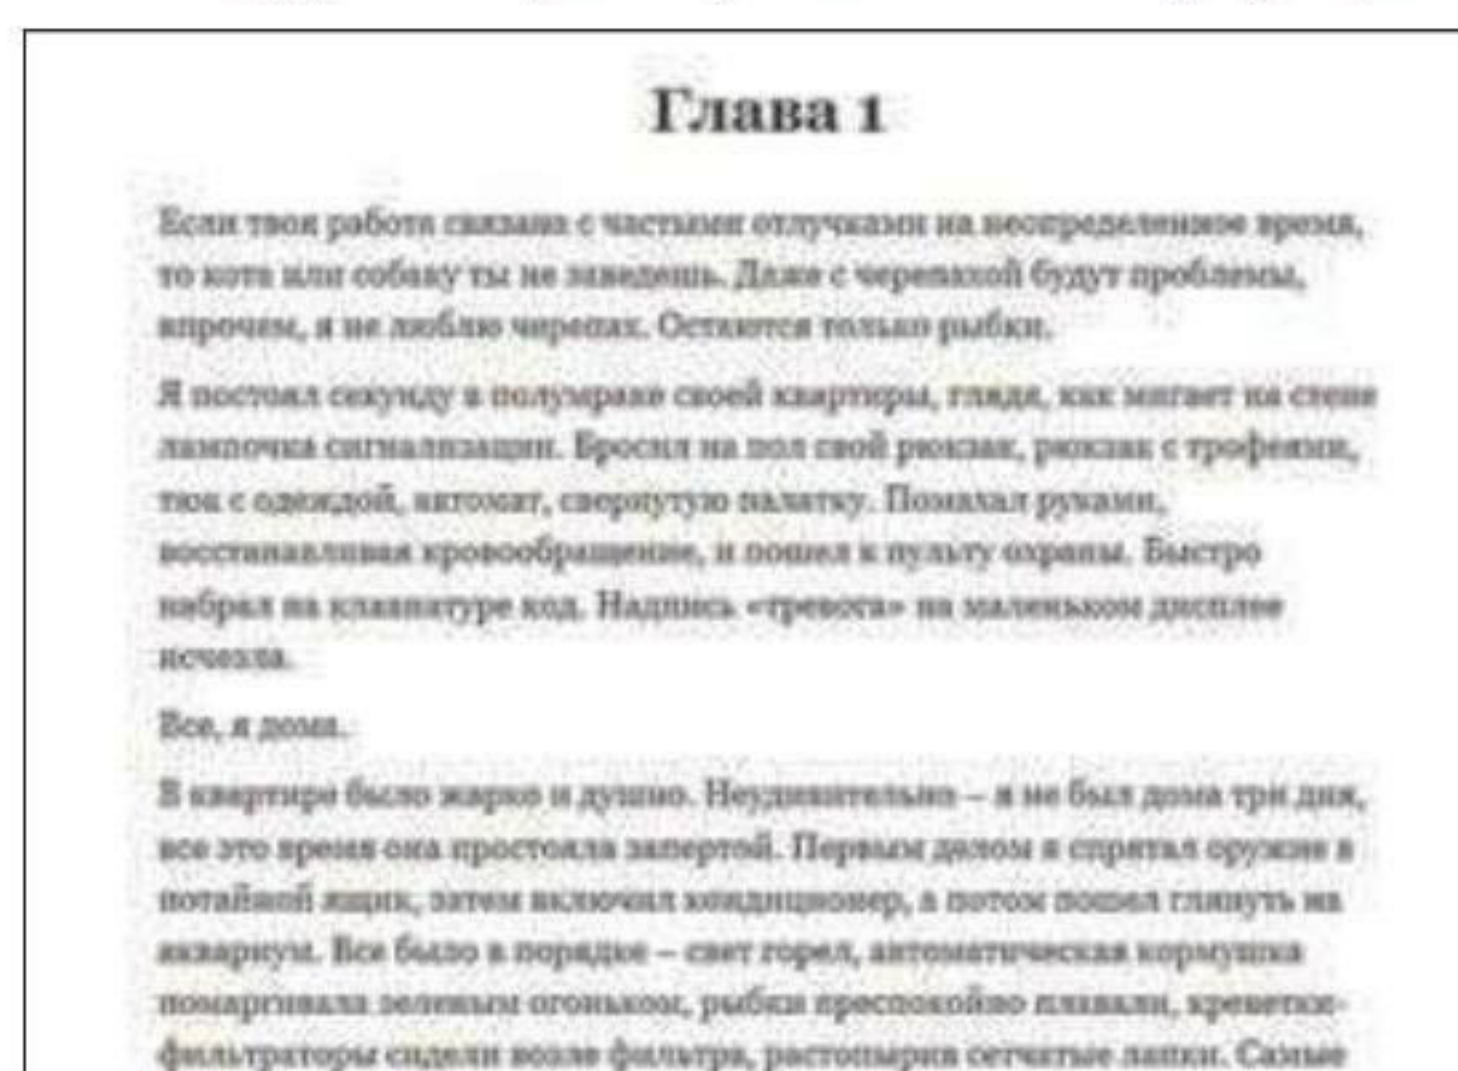 Глава 1
Если твоя работа связана с частыми отлучками на неопределенное время,
то кота или собаку ты не заведешь. Даже с черепахой будут проблемы,
впрочем, я не люблю черепах. Остаются только рыбки.
Я постоял секунду в полумраке своей квартиры, глядя, как мигает на стене
лампочка сигнализации. Бросил на пол свой рюкзак, рюкзак с трофеями,
тюк с одеждой, автомат, свернутую палатку. Помахал руками,
восстанавливая кровообращение, и пошел к пульту охраны. Быстро
набрал на клавиатуре код. Надпись «тревога» на маленьком дисплее
исчезла.
Все, я дома.
В квартире было жарко и душно. Неудивительно – я не был дома три дня,
все это время она простояла запертой. Первым делом я спрятал оружие в
потайной ящик, затем включил кондиционер, а потом пошел глянуть на
аквариум. Все было в порядке – свет горел, автоматическая кормушка
помаргивала зеленым огоньком, рыбки преспокойно плавали, креветки-
фильтраторы сидели возле фильтра, растопырив сетчатые лапки. Самые